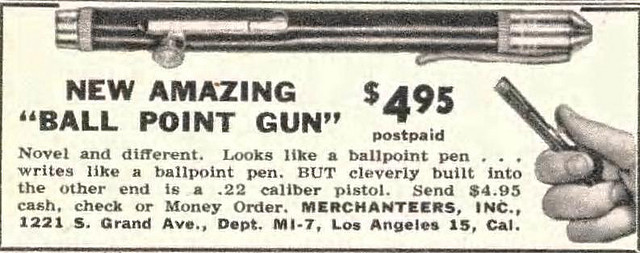 NEW AMAZING
"BALL POINT GUN"
$4.95
postpaid
Novel and different. Looks like a ballpoint pen . . .
writes like a ballpoint pen. BUT cleverly built into
the other end is a .22 caliber pistol. Send $4.95
cash, check or Money Order. MERCHANTEERS, INC.,
1221 S. Grand Ave., Dept. MI-7, Los Angeles 15, Cal.